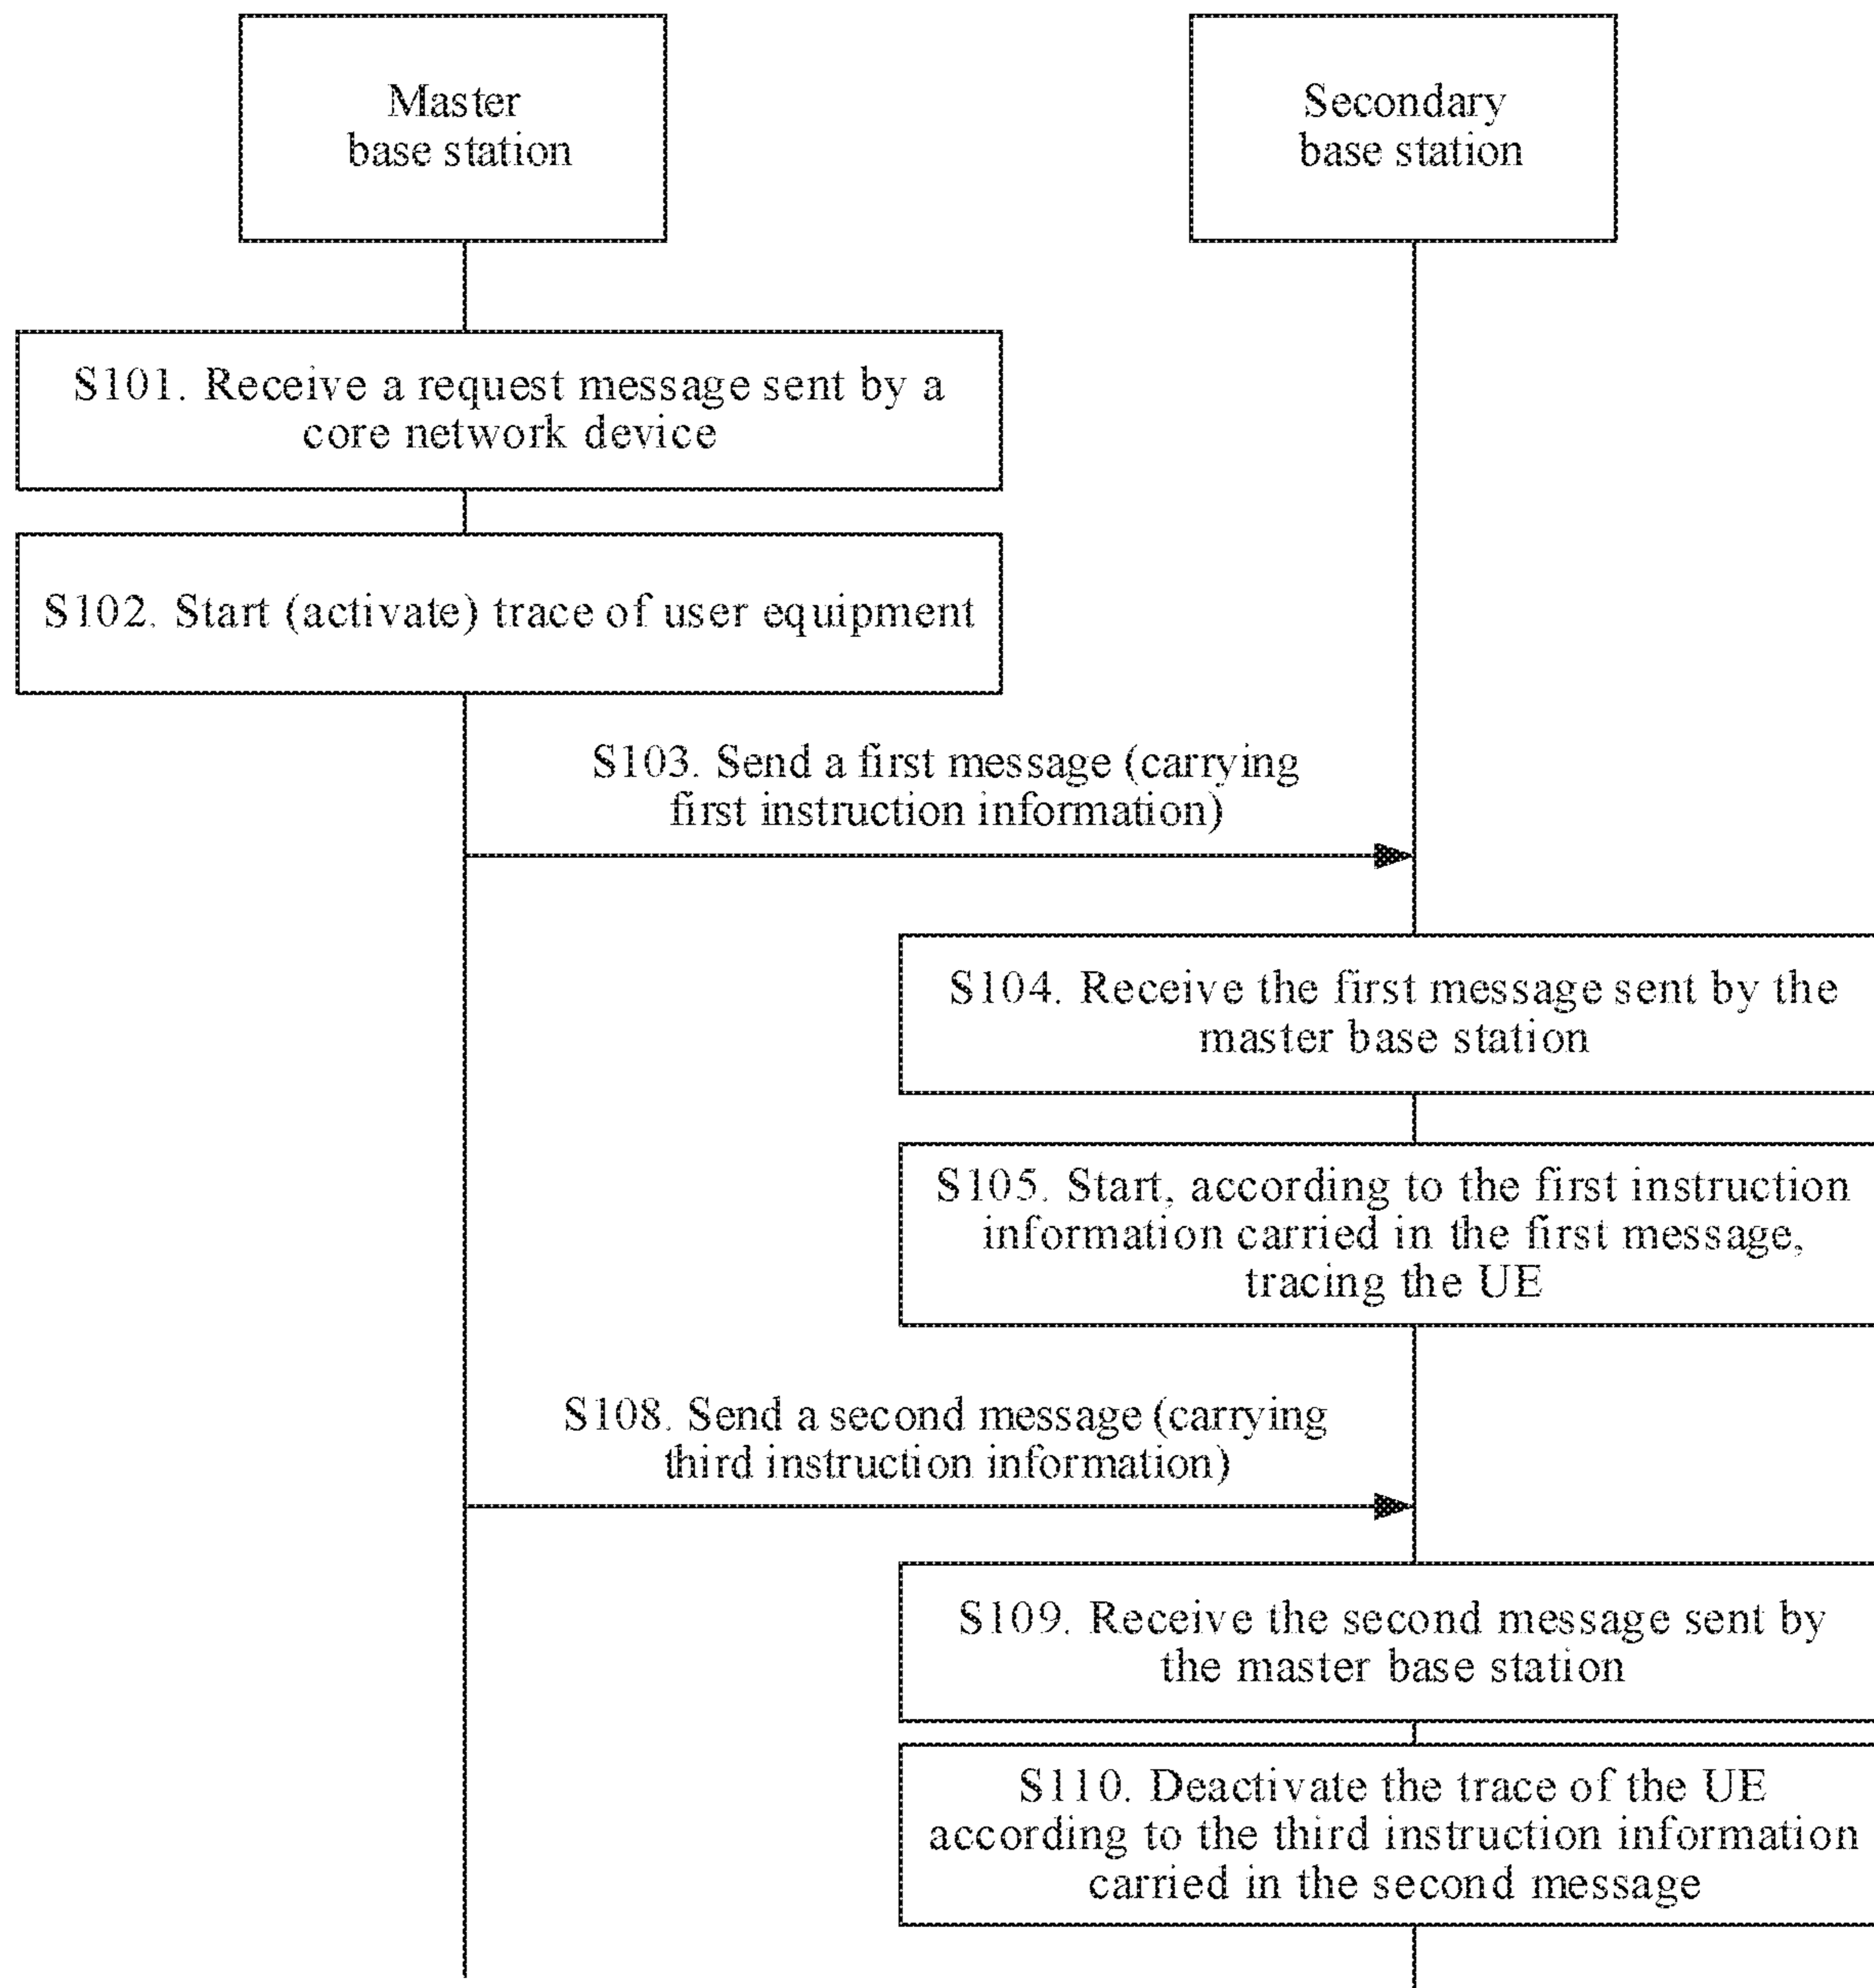 Master
base station
Secondary
base station
S101. Receive a request message sent by a
core network device
S102. Start (activate) trace of user equipment
S103. Send a first message (carrying
first instruction information)
S104. Receive the first message sent by the
master base station
S105. Start, according to the first instruction
information carried in the first message,
tracing the UE
S108. Send a second message (carrying
third instruction information)
S109. Receive the second message sent by
the master base station
S110. Deactivate the trace of the UE
according to the third instruction information
carried in the second message